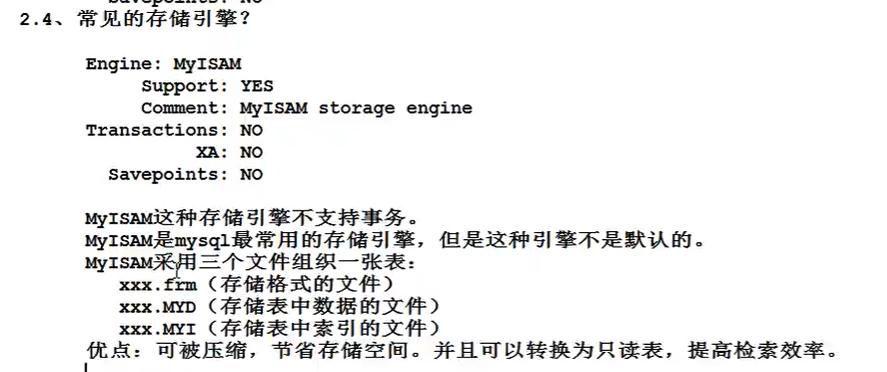 2.4、常见的存储引擎？
Engine: MyISAM
Support: YES
Comment: MyISAM storage engine
Transactions: NO
XA: NO
Savepoints: NO
MyISAM这种存储引擎不支持事务。
MyISAM是mysql最常用的存储引擎，但是这种引擎不是默认的。
MyISAM采用三个文件组织一张表：
xxx.frm（存储格式的文件）
xxx.MYD（存储表中数据的文件）
xxx.MYI（存储表中索引的文件）
优点：可被压缩，节省存储空间。并且可以转换为只读表，提高检索效率。